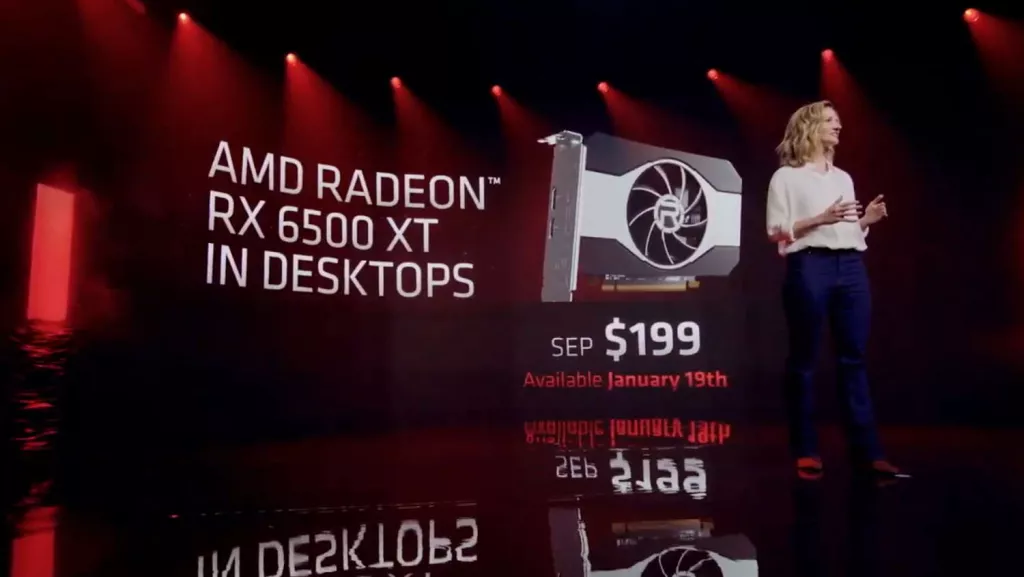 AMD RADEON™
RX 6500 XT
IN DESKTOPS
SEP $199
Available January 19th